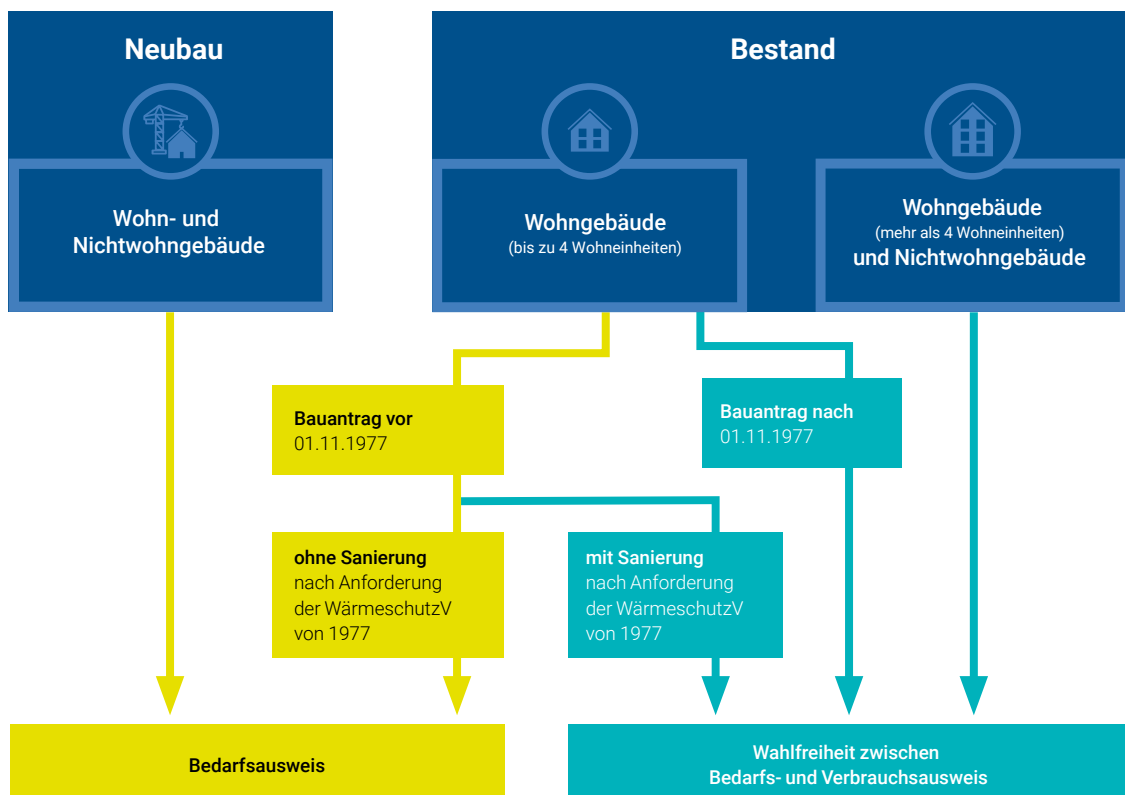 Neubau
Wohn- und
Nichtwohngebäude
Bestand
Wohngebäude
(bis zu 4 Wohneinheiten)
Wohngebäude
(mehr als 4 Wohneinheiten)
und Nichtwohngebäude
Bauantrag vor
01.11.1977
Bauantrag nach
01.11.1977
ohne Sanierung
nach Anforderung
der WärmeschutzV
von 1977
mit Sanierung
nach Anforderung
der WärmeschutzV
von 1977
Bedarfsausweis
Wahlfreiheit zwischen
Bedarfs- und Verbrauchsausweis